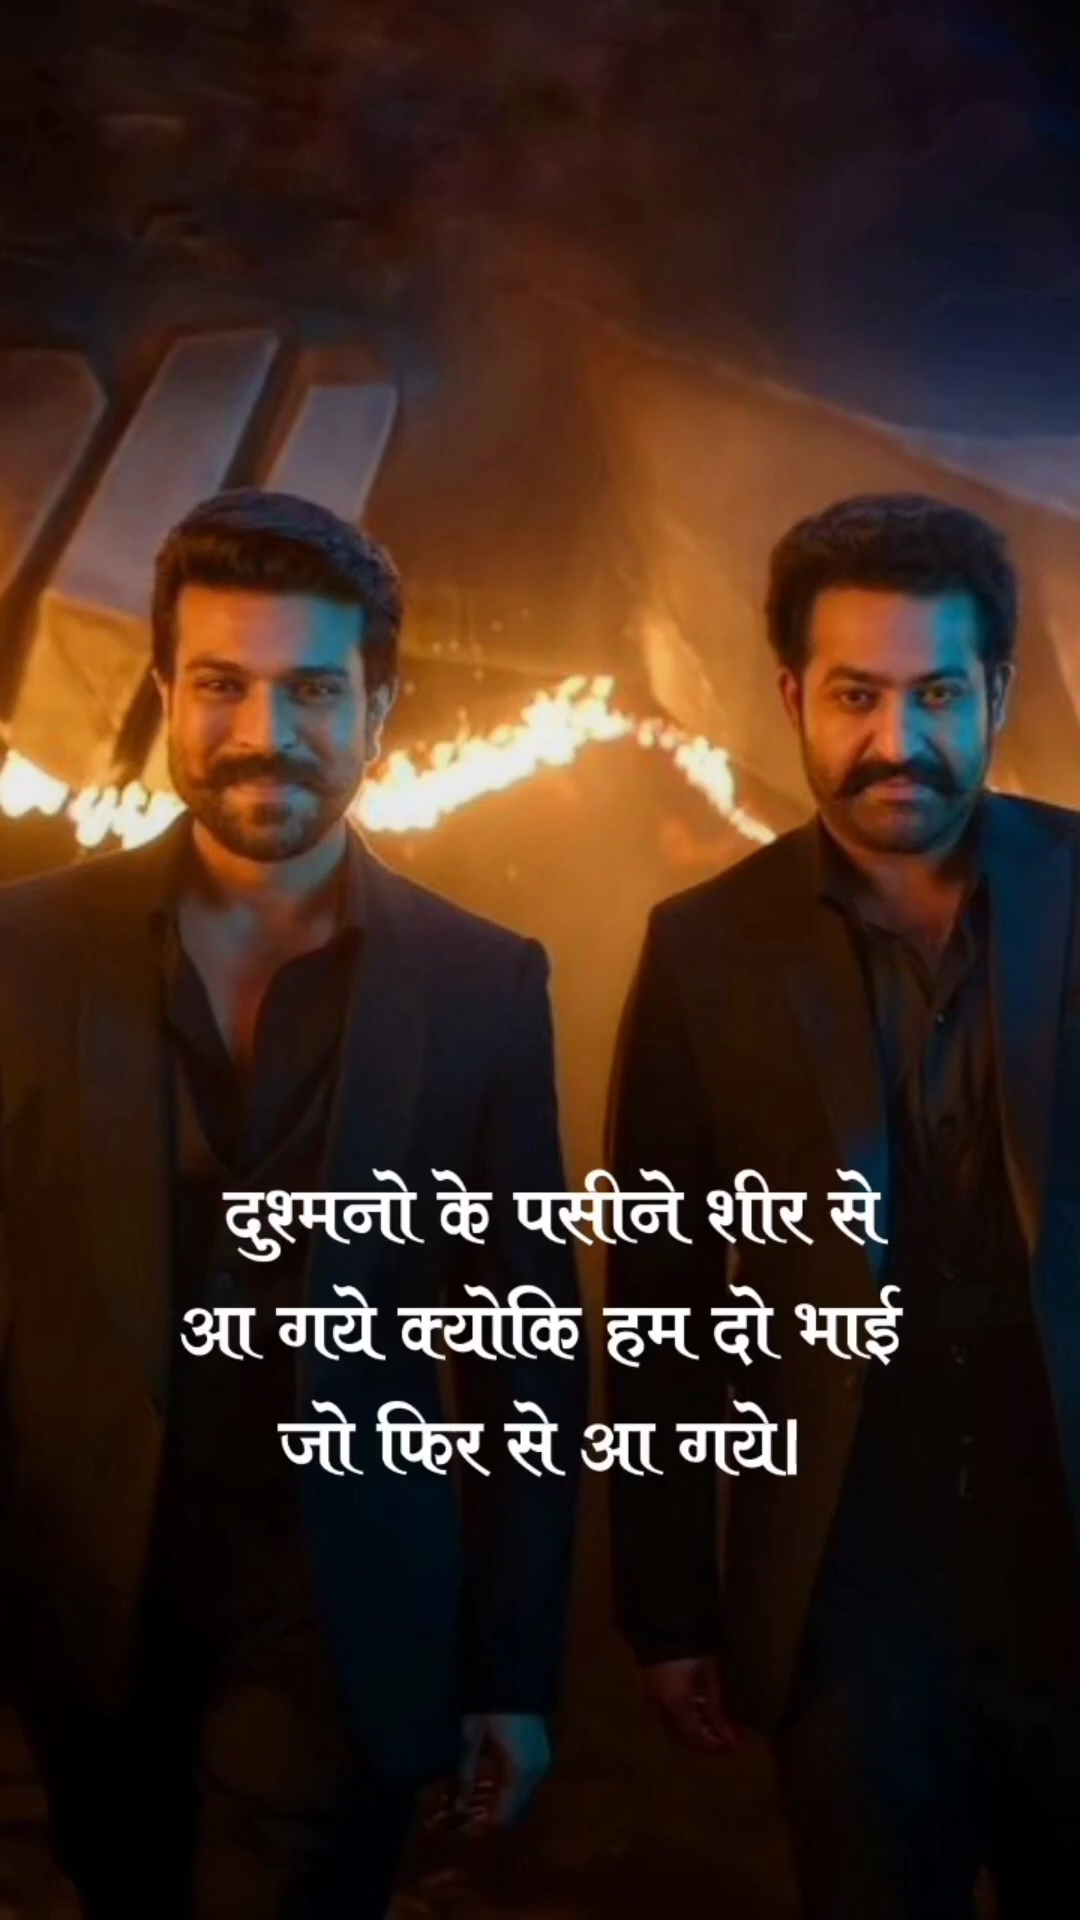 दुश्मनो के पसीने शीर से
आ गये क्योकि हम दो भाई
जो फिर से आ गये।